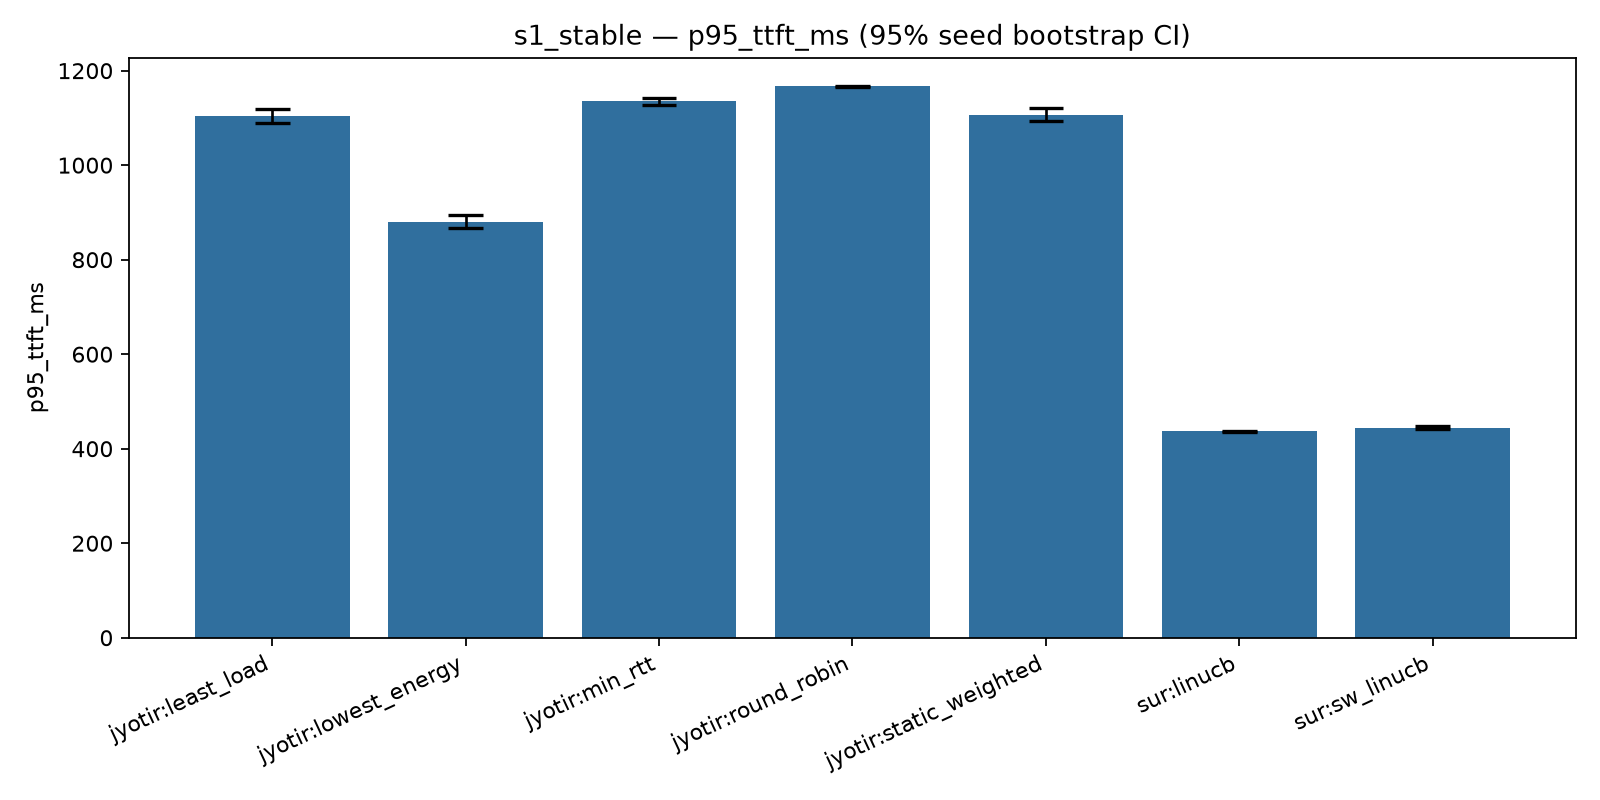 s1_stable — p95_ttft_ms (95% seed bootstrap CI)
p95_ttft_ms
1200
1000
800
600
400
200
0
jyotir:least_load
jyotir:lowest_energy
jyotir:min_rtt
jyotir:round_robin
jyotir:static_weighted
sur:linucb
sur:sw_linucb